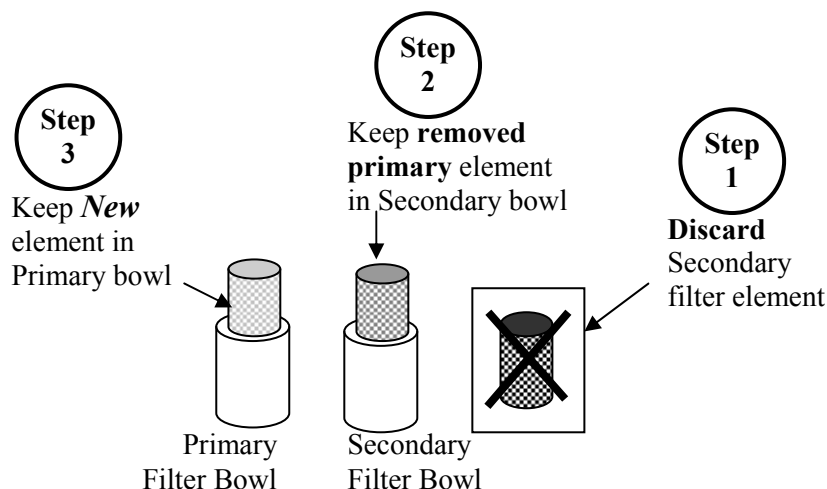 Step
3
Keep New
element in
Primary bowl
Step
2
Keep removed
primary element
in Secondary bowl
Step
1
Discard
Secondary
filter element
Primary
Filter Bowl
Secondary
Filter Bowl